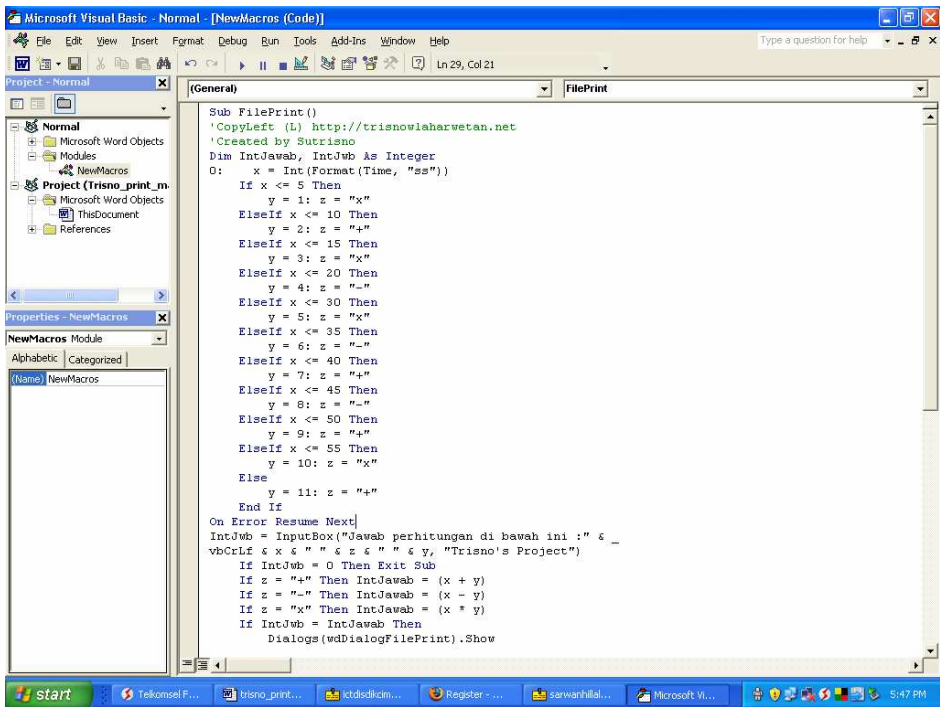 Microsoft Visual Basic - Normal - [NewMacros (Code)]
File Edit View Insert Format Debug Run Tools Add-Ins Window Help
Type a question for help
Ln 29, Col 21
Project - Normal
Normal
Microsoft Word Objects
Modules
NewMacros
Project (Trisno_print_m
Microsoft Word Objects
ThisDocument
References
Properties - NewMacros
NewMacros Module
Alphabetic Categorized
(Name) NewMacros
(General) FilePrint
Sub FilePrint()
'CopyLeft (L) http://trisnowlaharwetan.net
'Created by Sutrisno
Dim IntJawab, IntJwb As Integer
0: x = Int(Format(Time, "ss"))
If x <= 5 Then
y = 1: z = "x"
ElseIf x <= 10 Then
y = 2: z = "+"
ElseIf x <= 15 Then
y = 3: z = "x"
ElseIf x <= 20 Then
y = 4: z = "-"
ElseIf x <= 30 Then
y = 5: z = "x"
ElseIf x <= 35 Then
y = 6: z = "-"
ElseIf x <= 40 Then
y = 7: z = "+"
ElseIf x <= 45 Then
y = 8: z = "-"
ElseIf x <= 50 Then
y = 9: z = "+"
ElseIf x <= 55 Then
y = 10: z = "x"
Else
y = 11: z = "+"
End If
On Error Resume Next
IntJwb = InputBox("Jawab perhitungan di bawah ini :" & _
vbCrLf & x & " " & z & " " & y, "Trisno's Project")
If IntJwb = 0 Then Exit Sub
If z = "+" Then IntJawab = (x + y)
If z = "-" Then IntJawab = (x - y)
If z = "x" Then IntJawab = (x * y)
If IntJwb = IntJawab Then
Dialogs(wdDialogFilePrint).Show
start Telkomsel F... trisno_print... ictdisdikcim... Register - ... sarwanhillal... Microsoft Vi... 5:47 PM